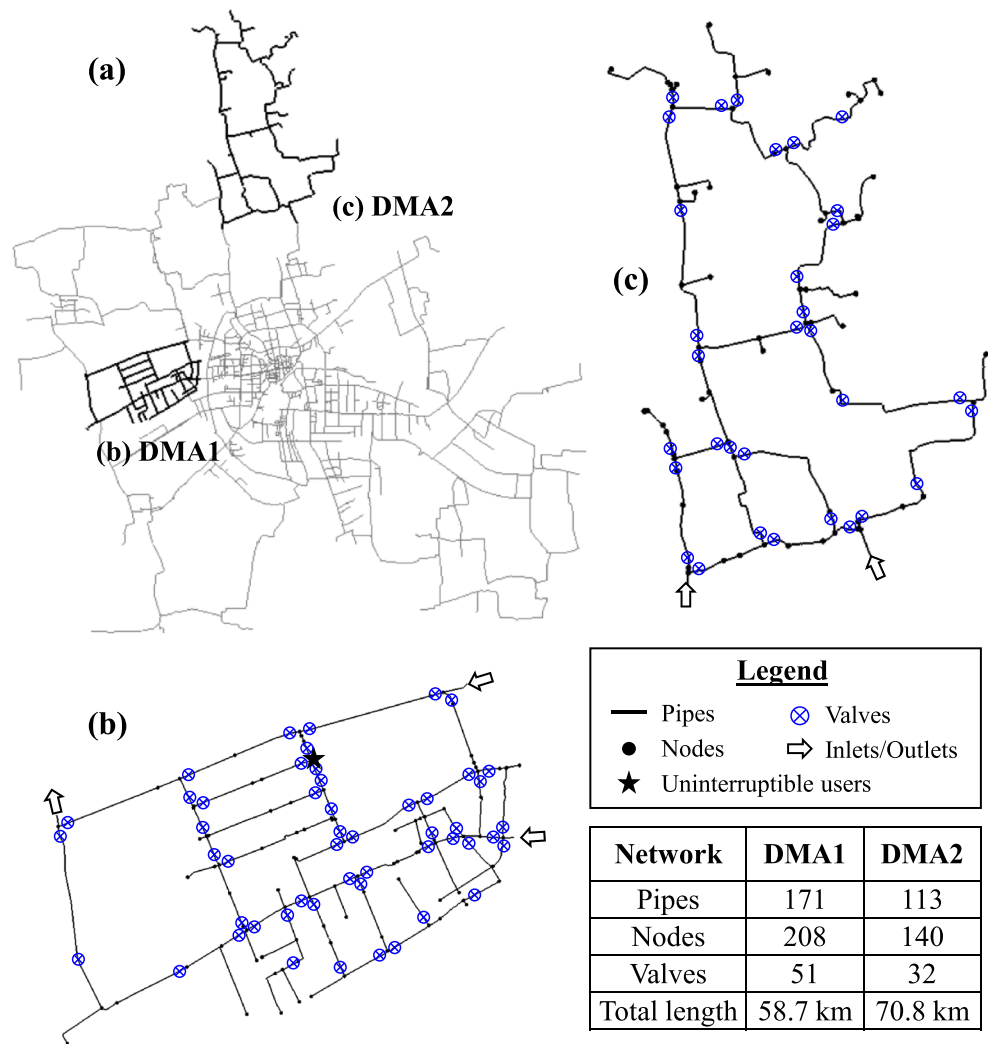 (a)
(c) DMA2
(b) DMA1
(c)
(b)
Legend
Pipes
Valves
Nodes
Inlets/Outlets
Uninterruptible users
Network DMA1 DMA2
Pipes 171 113
Nodes 208 140
Valves 51 32
Total length 58.7 km 70.8 km